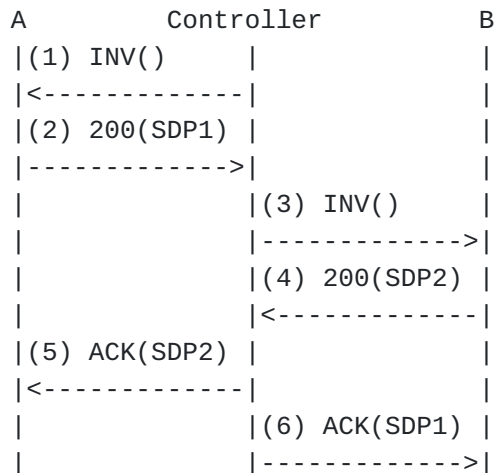 A          Controller          B
|(1) INV()     |              |
|<-------------|              |
|(2) 200(SDP1) |              |
|------------->|              |
|              |(3) INV()     |
|              |------------->|
|              |(4) 200(SDP2) |
|              |<-------------|
|(5) ACK(SDP2) |              |
|<-------------|              |
|              |(6) ACK(SDP1) |
|              |------------->|